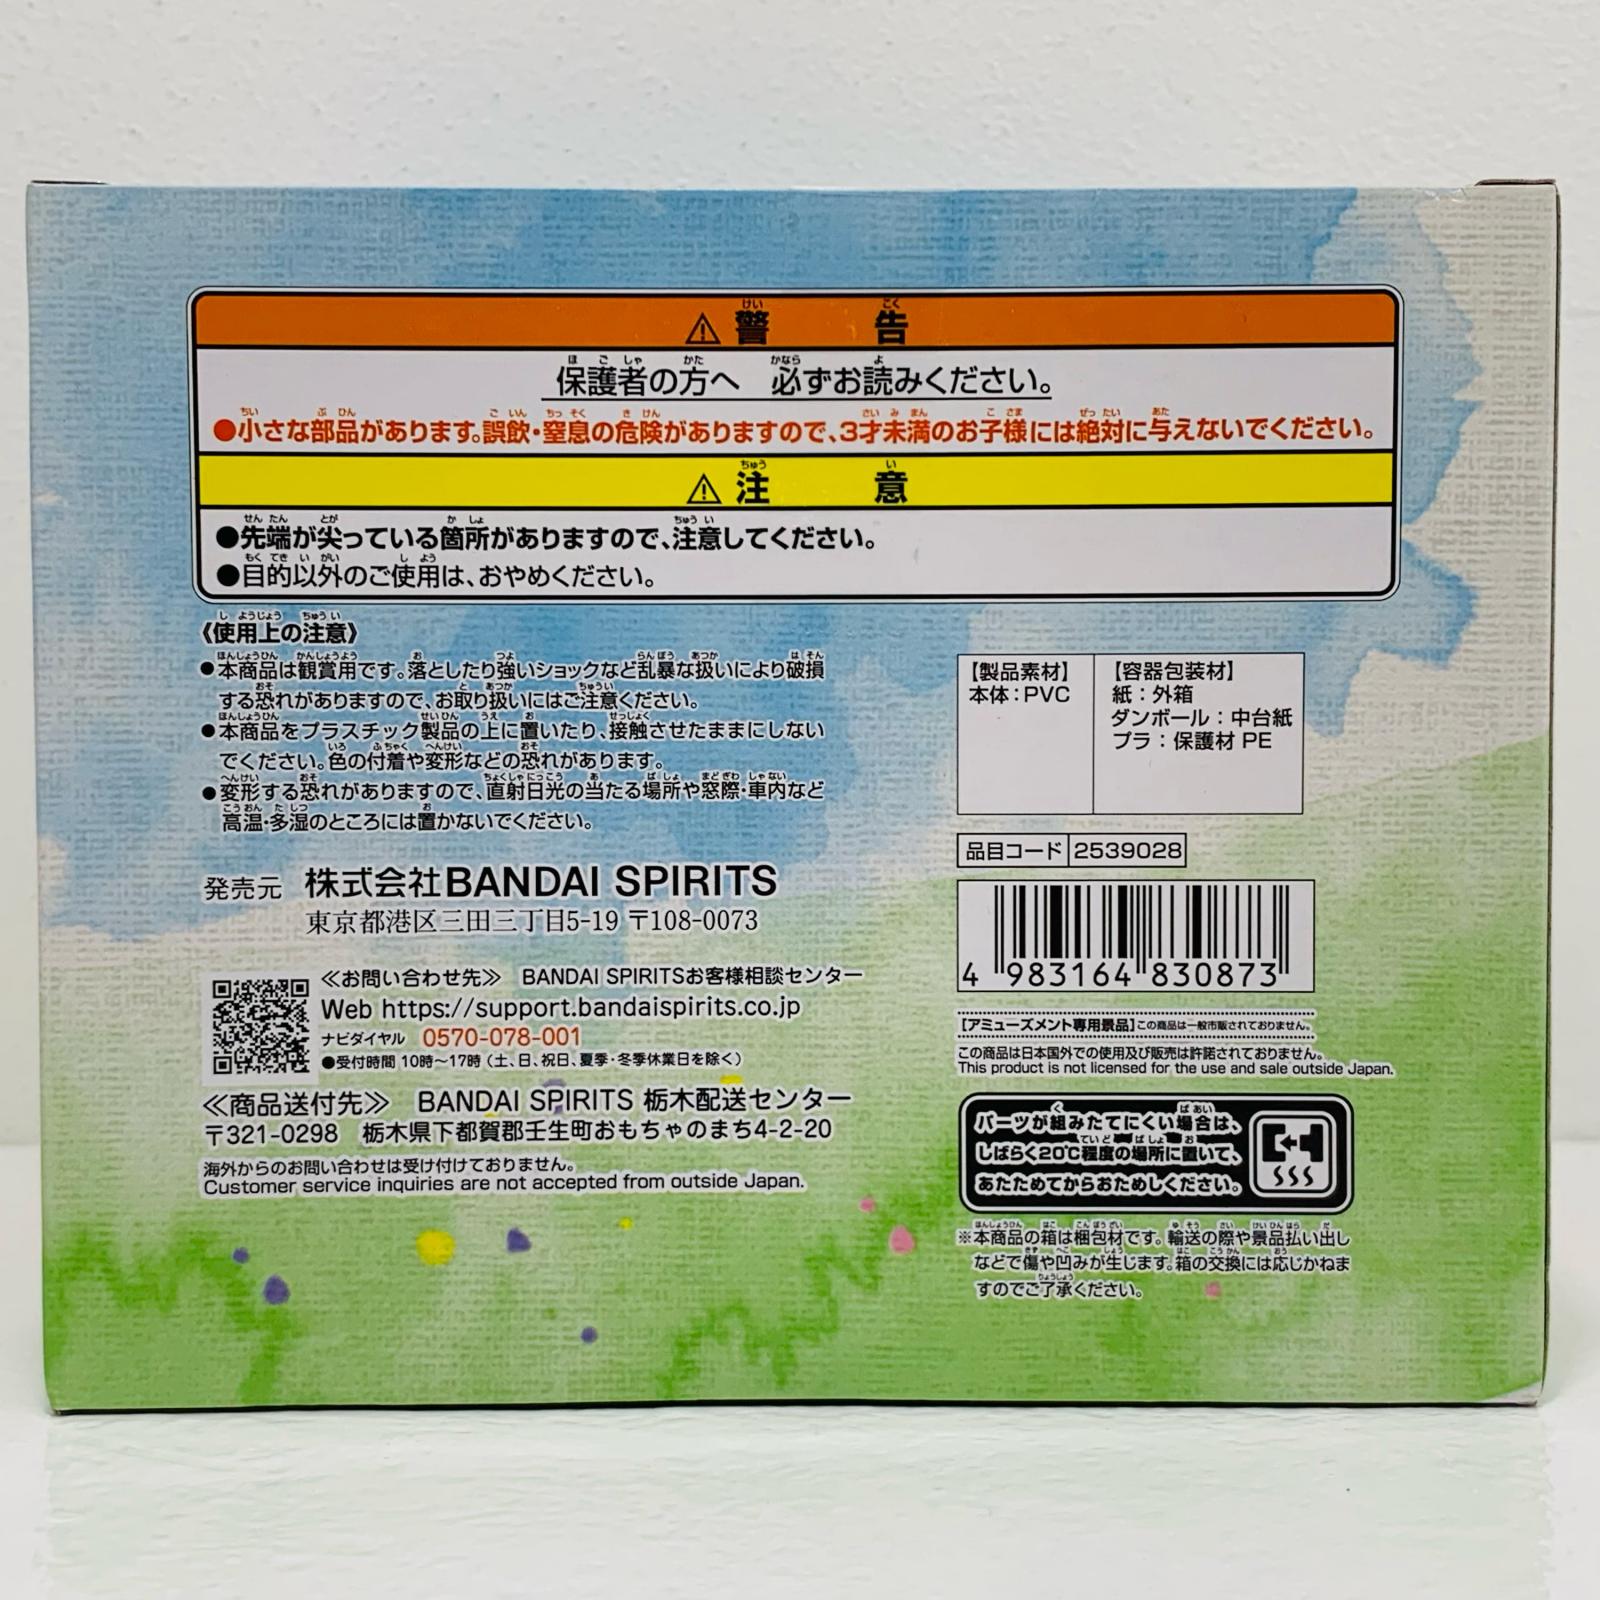 ⚠警告
保護者の方へ 必ずお読みください。
●小さな部品があります。誤飲・窒息の危険がありますので、3才未満のお子様には絶対に与えないでください。
⚠注意
●先端が尖っている箇所がありますので、注意してください。
●目的以外のご使用は、おやめください。
《使用上の注意》
●本商品は観賞用です。落としたり強いショックなど乱暴な扱いにより破損
する恐れがありますので、お取り扱いにはご注意ください。
●本商品をプラスチック製品の上に置いたり、接触させたままにしない
でください。色の付着や変形などの恐れがあります。
●変形する恐れがありますので、直射日光の当たる場所や窓際・車内など
高温・多湿のところには置かないでください。
発売元 株式会社BANDAI SPIRITS
東京都港区三田三丁目5-19 〒108-0073
≪お問い合わせ先≫ BANDAI SPIRITSお客様相談センター
Web https://support.bandaispirits.co.jp
ナビダイヤル 0570-078-001
●受付時間 10時～17時（土、日、祝日、夏季・冬季休業日を除く）
≪商品送付先≫ BANDAI SPIRITS 栃木配送センター
〒321-0298 栃木県下都賀郡壬生町おもちゃのまち4-2-20
海外からのお問い合わせは受け付けておりません。
Customer service inquiries are not accepted from outside Japan.
【製品素材】
本体：PVC
【容器包装材】
紙：外箱
ダンボール：中台紙
プラ：保護材 PE
品目コード 2539028
4 983164 830873
【アミューズメント専用景品】この商品は一般市販されておりません。
この商品は日本国外での使用及び販売は許諾されておりません。
This product is not licensed for the use and sale outside Japan.
パーツが組みたてにくい場合は、
しばらく20℃程度の場所に置いて、
あたためてからおためしください。
※本商品の箱は梱包材です。輸送の際や景品払い出し
などで傷や凹みが生じます。箱の交換には応じかねま
すのでご了承ください。